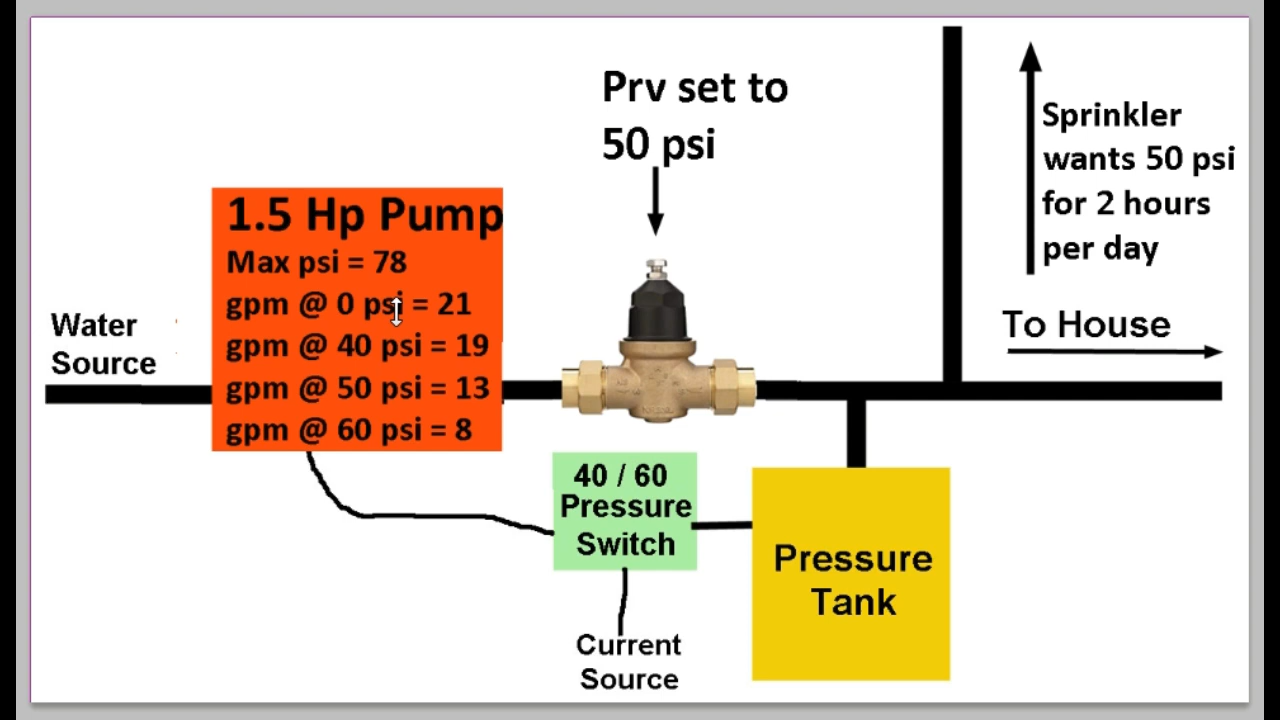 Prv set to
50 psi
Sprinkler
wants 50 psi
for 2 hours
per day
1.5 Hp Pump
Max psi = 78
gpm @ 0 psi = 21
gpm @ 40 psi = 19
gpm @ 50 psi = 13
gpm @ 60 psi = 8
Water
Source
To House
40 / 60
Pressure
Switch
Pressure
Tank
Current
Source